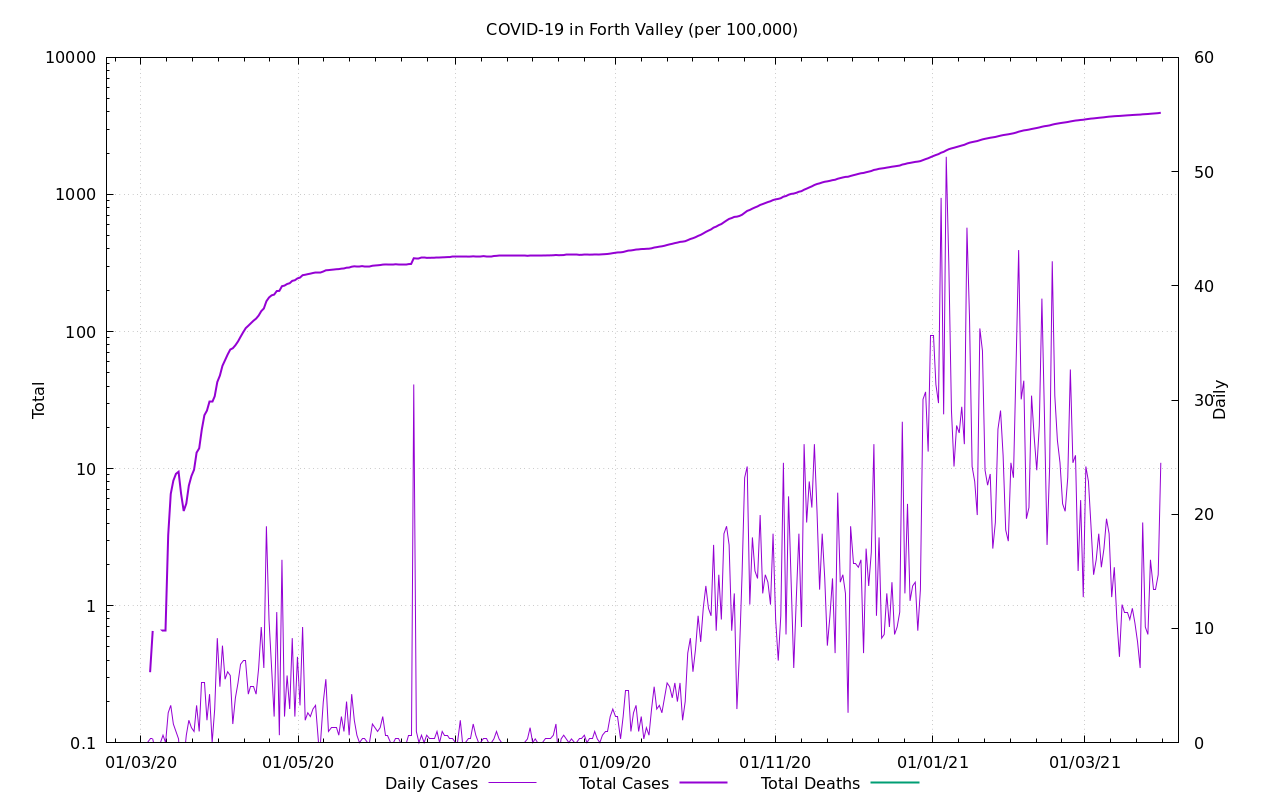 COVID-19 in Forth Valley (per 100,000)
10000
1000
100
10
1
0.1
Total
60
50
40
30
20
10
0
Daily
01/03/20 01/05/20 01/07/20 01/09/20 01/11/20 01/01/21 01/03/21
Daily Cases Total Cases Total Deaths